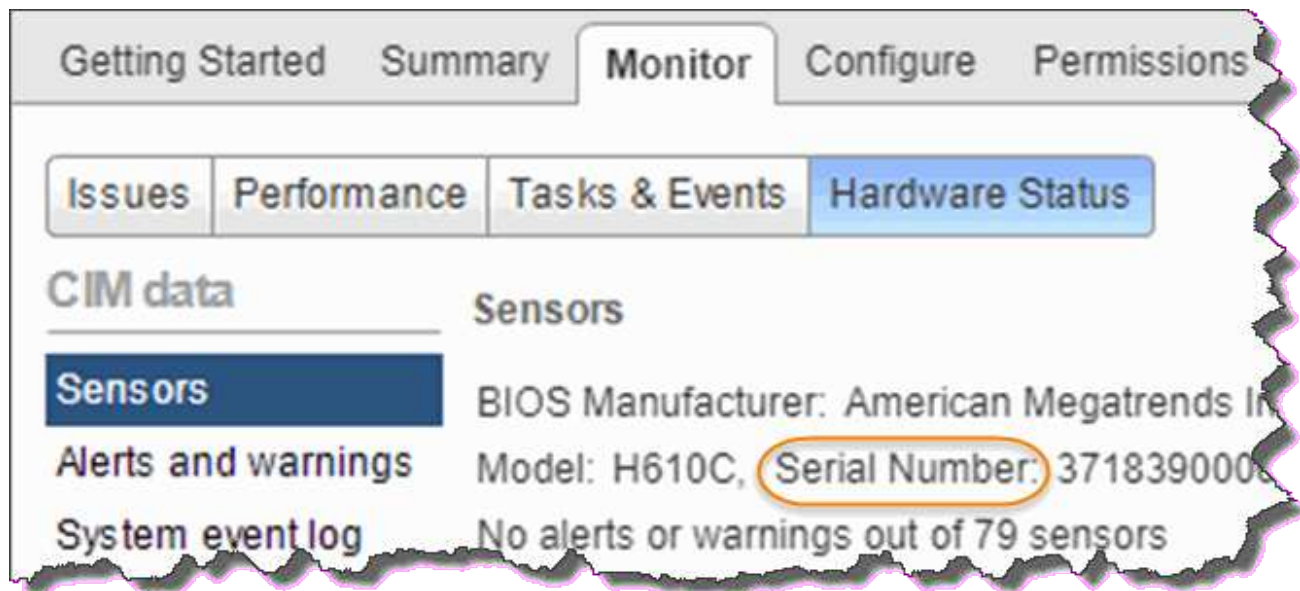 Getting Started Summary Monitor Configure Permissions
Issues Performance Tasks & Events Hardware Status
CIM data
Sensors
Sensors
Alerts and warnings
System event log
BIOS Manufacturer: American Megatrends
Model: H610C, Serial Number:
No alerts or warnings out of 79 sensors